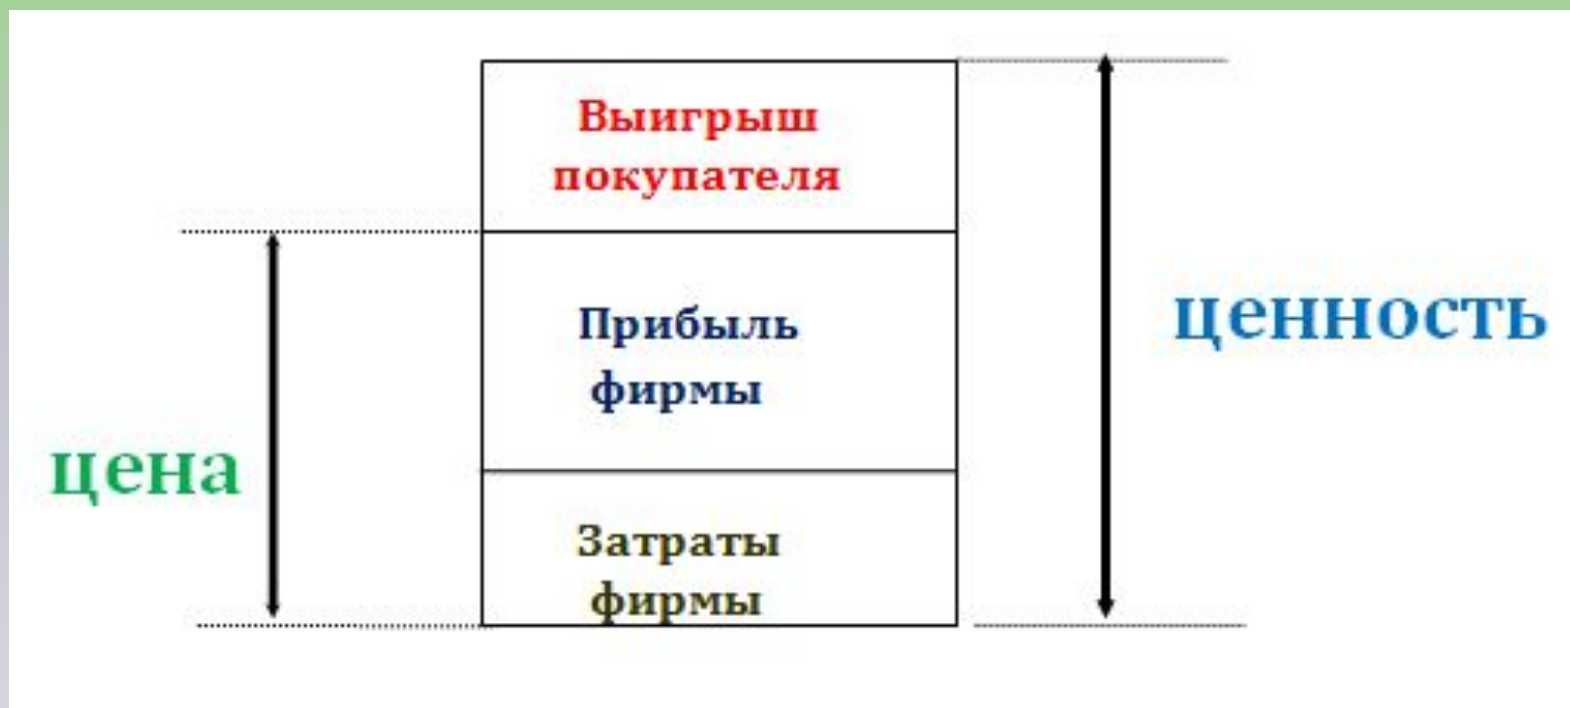 Выигрыш
покупателя
Прибыль
фирмы
ценность
цена
Затраты
фирмы